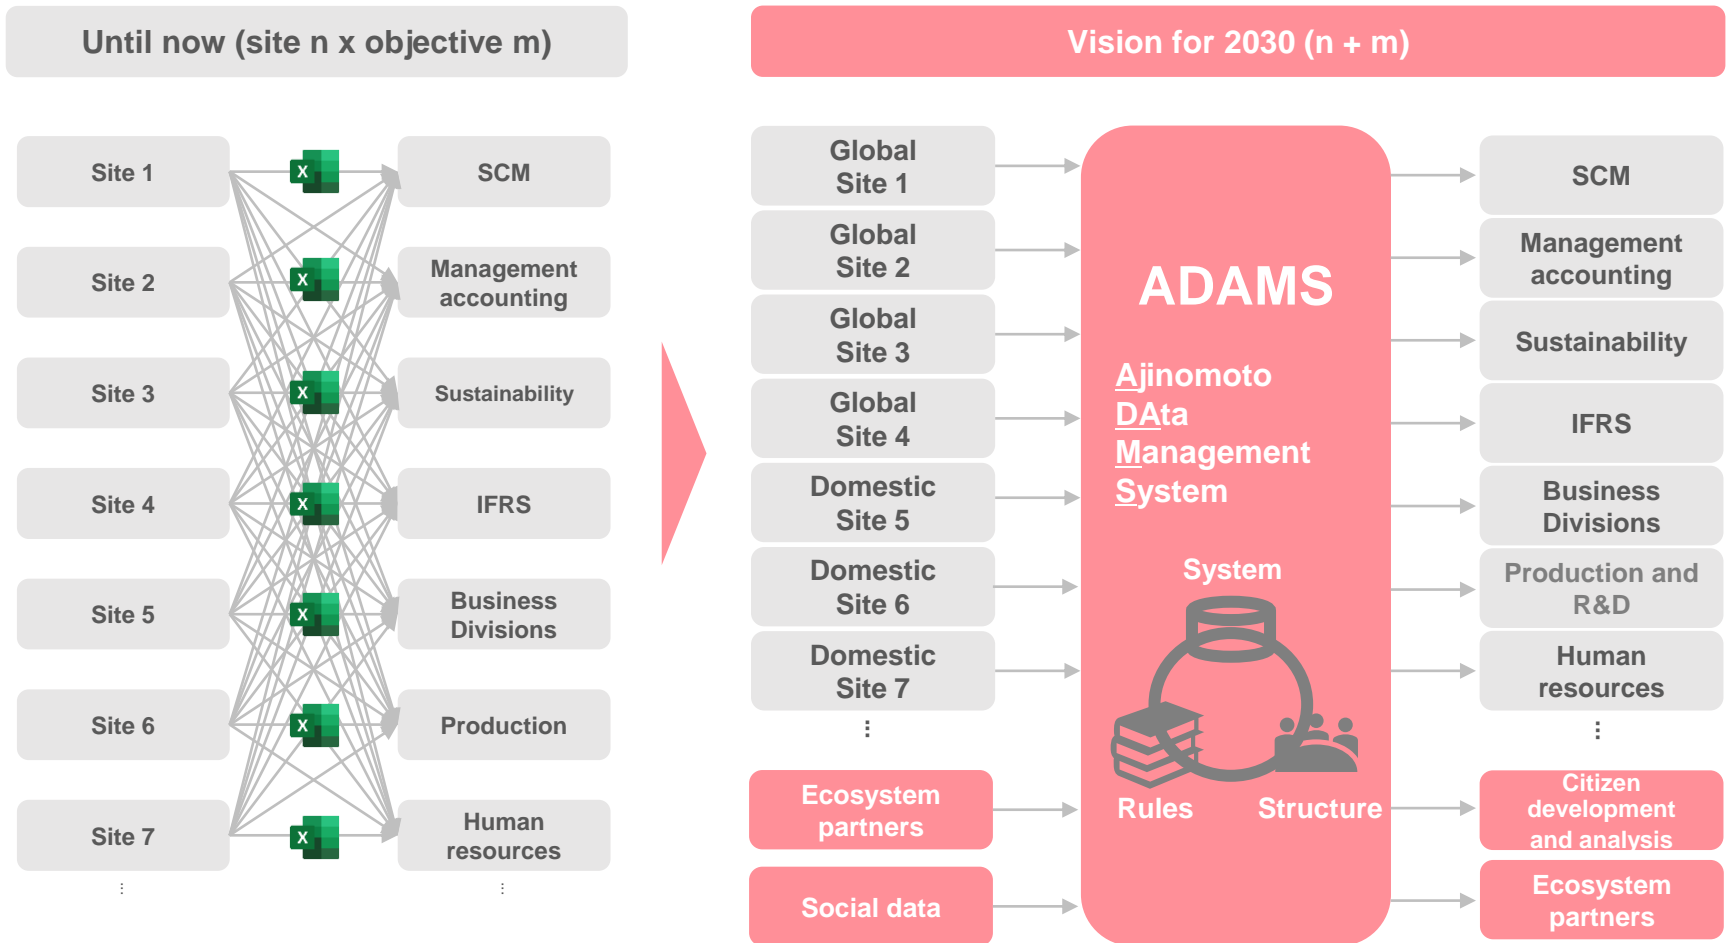 Until now (site n x objective m)
Site 1
Site 2
Site 3
Site 4
Site 5
Site 6
Site 7
⋮
X
X
X
X
X
X
X
SCM
Management
accounting
Sustainability
IFRS
Business
Divisions
Production
Human
resources
⋮
Vision for 2030 (n + m)
Global
Site 1
Global
Site 2
Global
Site 3
Global
Site 4
Domestic
Site 5
Domestic
Site 6
Domestic
Site 7
⋮
Ecosystem
partners
Social data
ADAMS
Ajinomoto
DAta
Management
System
System
Rules
Structure
SCM
Management
accounting
Sustainability
IFRS
Business
Divisions
Production and
R&D
Human
resources
⋮
Citizen
development
and analysis
Ecosystem
partners